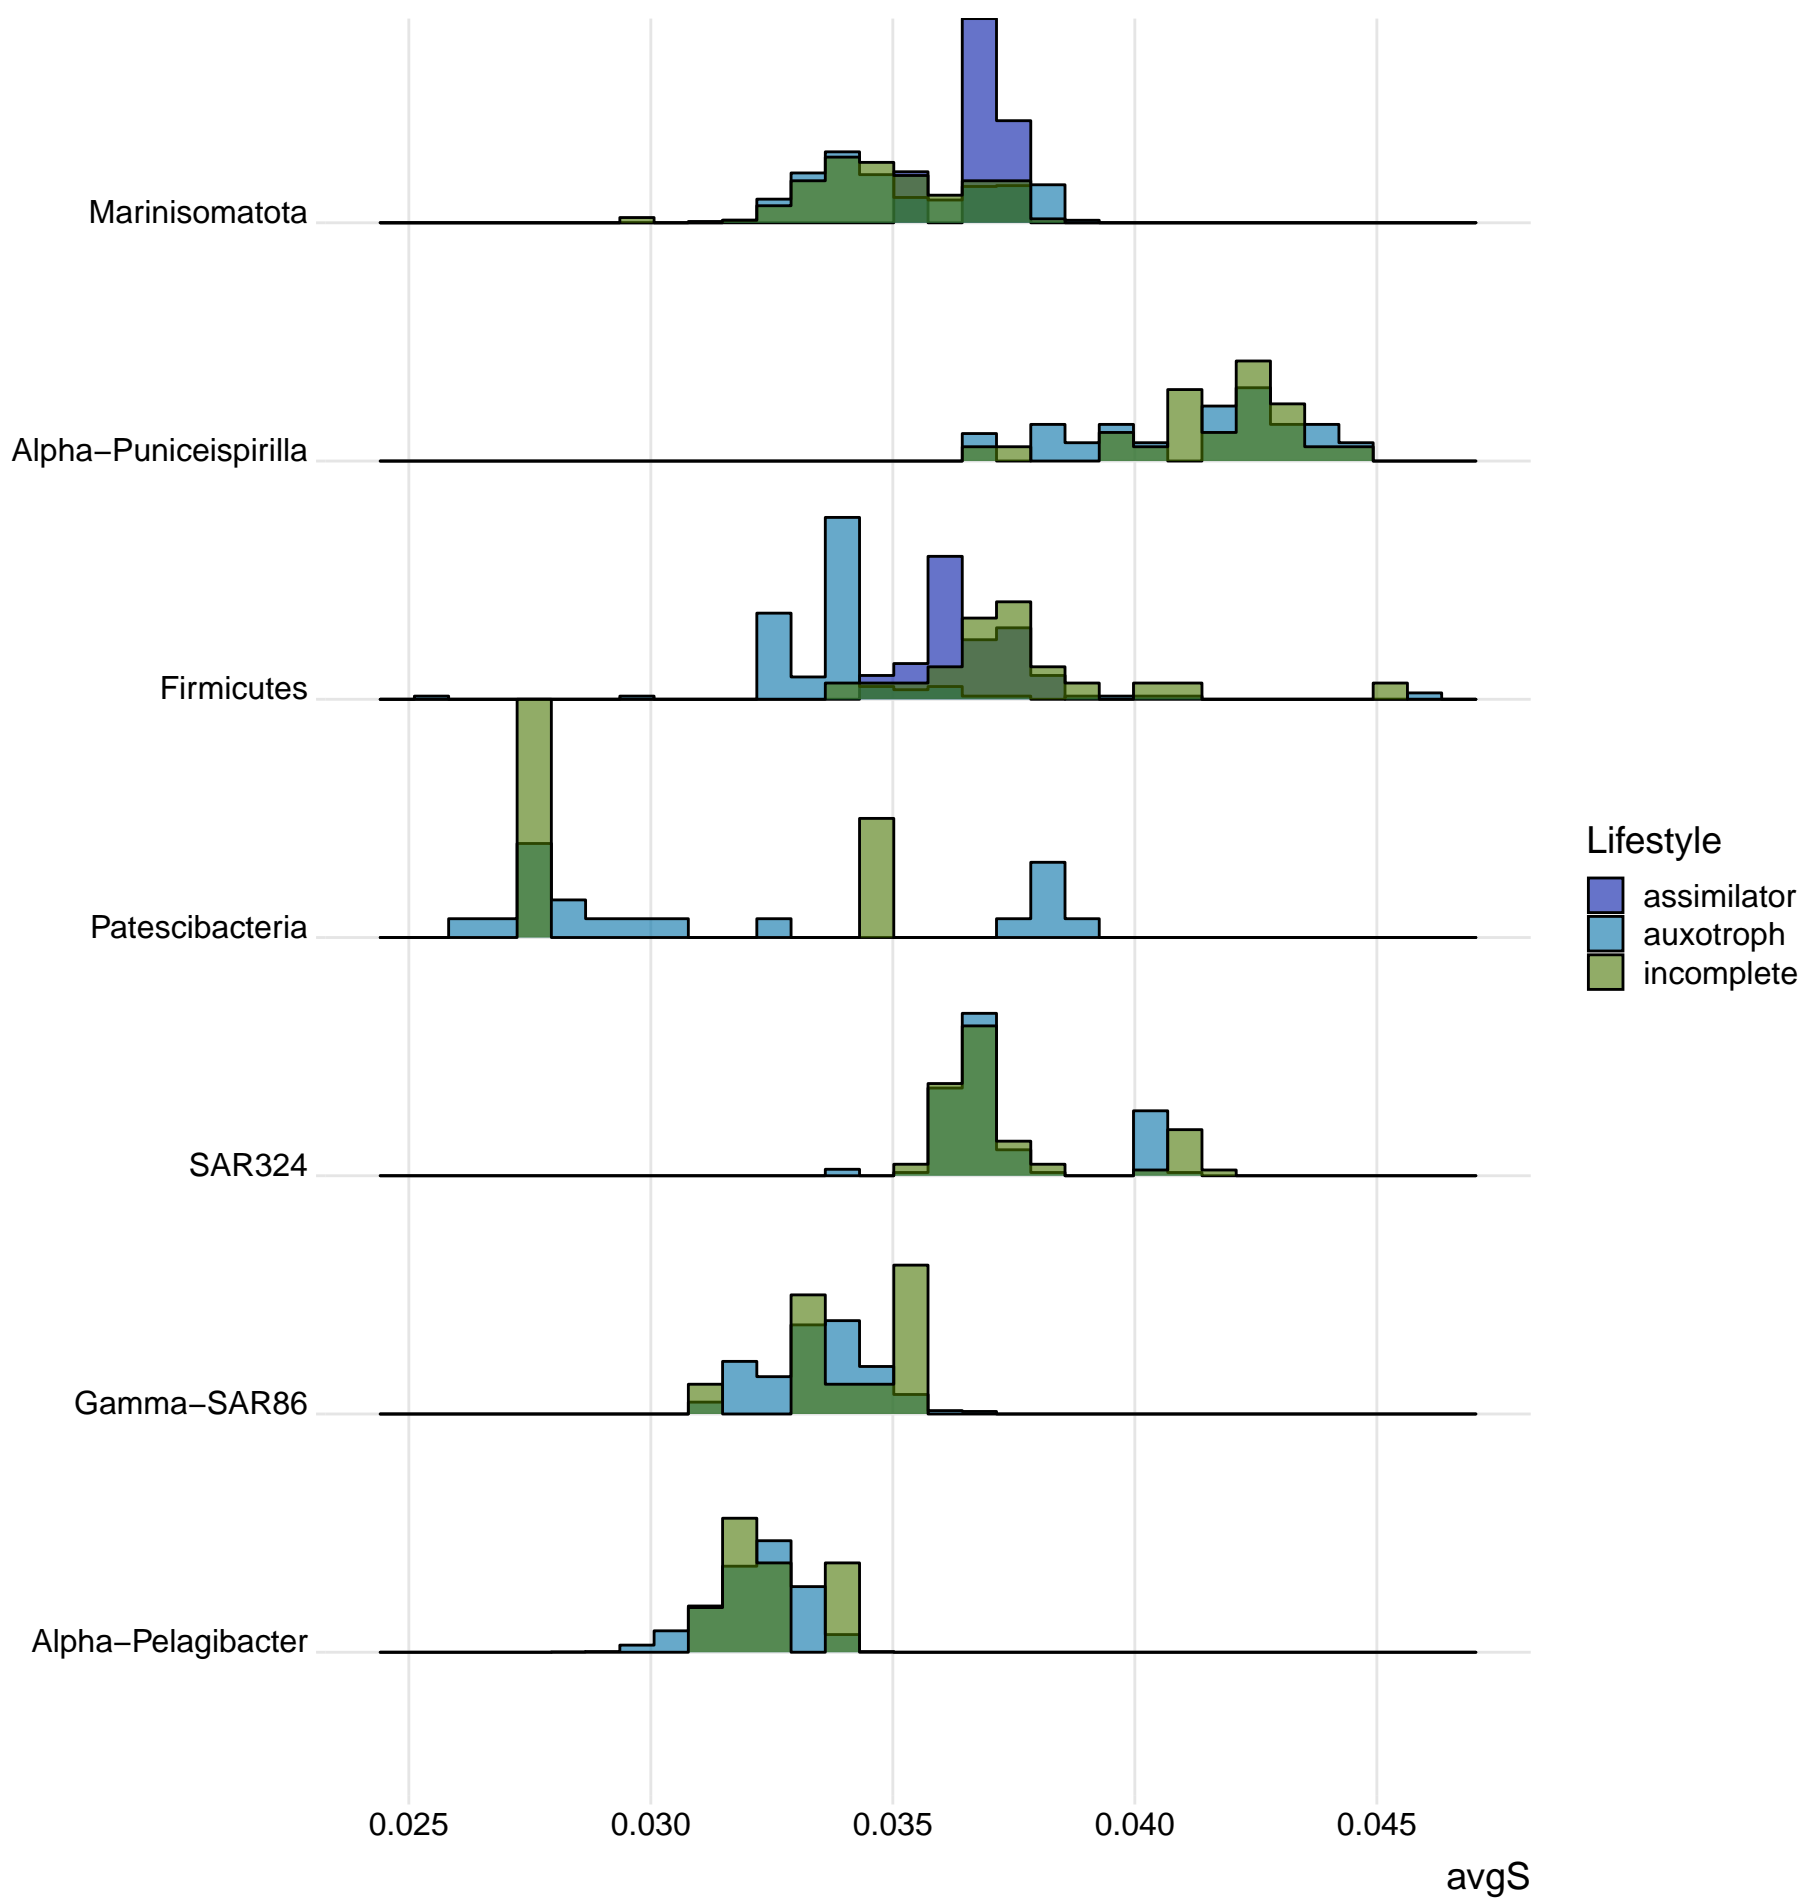 Marinisomatota
Alpha−Puniceispirilla
Firmicutes
Patescibacteria
SAR324
Gamma−SAR86
Alpha−Pelagibacter
0.025
0.030
0.035
0.040
0.045
avgS
Lifestyle
assimilator
auxotroph
incomplete